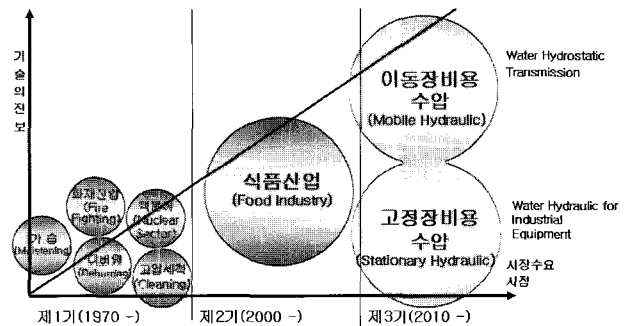 기술의진보
이동장비용
수압
(Mobile Hydraulic)
Water Hydrostatic
Transmission
식품산업
(Food Industry)
화재진압
(Fire
Fighting)
(Nuclear
Sector)
가 습
(Moistening)
디버링
(Deburring)
고압세척
(Cleaning)
고정장비용
수압
(Stationary Hydraulic)
Water Hydraulic for
Industrial
Equipment
시장수요
시점
제1기(1970 -)
제2기(2000 -)
제3기(2010 -)